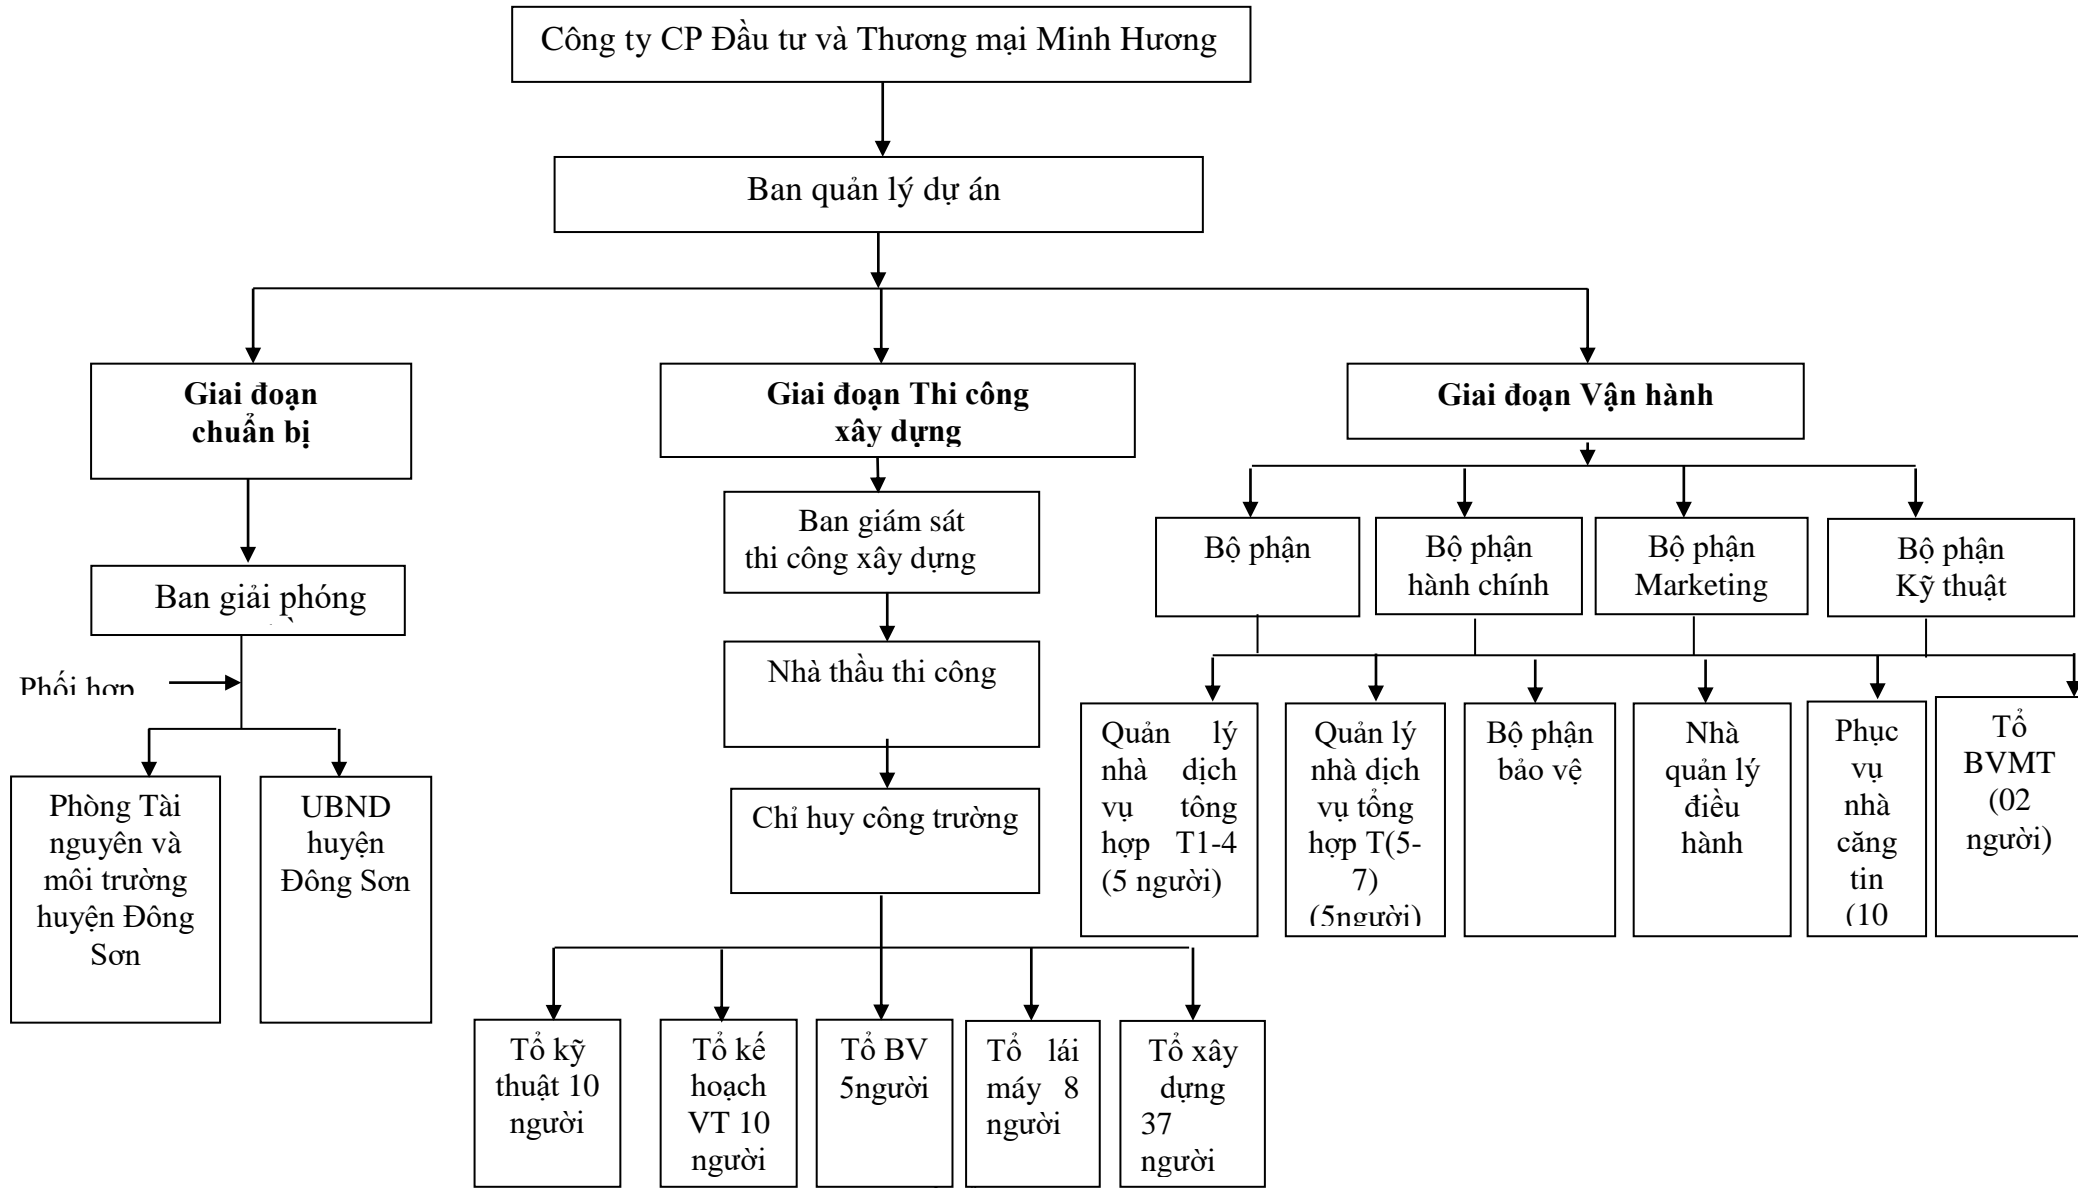 Công ty CP Đầu tư và Thương mại Minh Hương
Ban quản lý dự án
Giai đoạn
chuẩn bị
Giai đoạn Thi công
xây dựng
Giai đoạn Vận hành
Ban giám sát
thi công xây dựng
Bộ phận
Bộ phận
hành chính
Bộ phận
Marketing
Bộ phận
Kỹ thuật
Ban giải phóng
Phối hợp
Nhà thầu thi công
Phòng Tài
nguyên và
môi trường
huyện Đông
Sơn
UBND
huyện
Đông Sơn
Chỉ huy công trường
Quản lý
nhà dịch
vụ tông
hợp T1-4
(5 người)
Quản lý
nhà dịch
vụ tổng
hợp T(5-
7)
(5người)
Bộ phận
bảo vệ
Nhà
quản lý
điều
hành
Phục
vụ
nhà
căng
tin
(10
Tổ
BVMT
(02
người)
Tổ kỹ
thuật 10
người
Tổ kế
hoạch
VT 10
người
Tổ BV
5người
Tổ lái
máy 8
người
Tổ xây
dựng
37
người